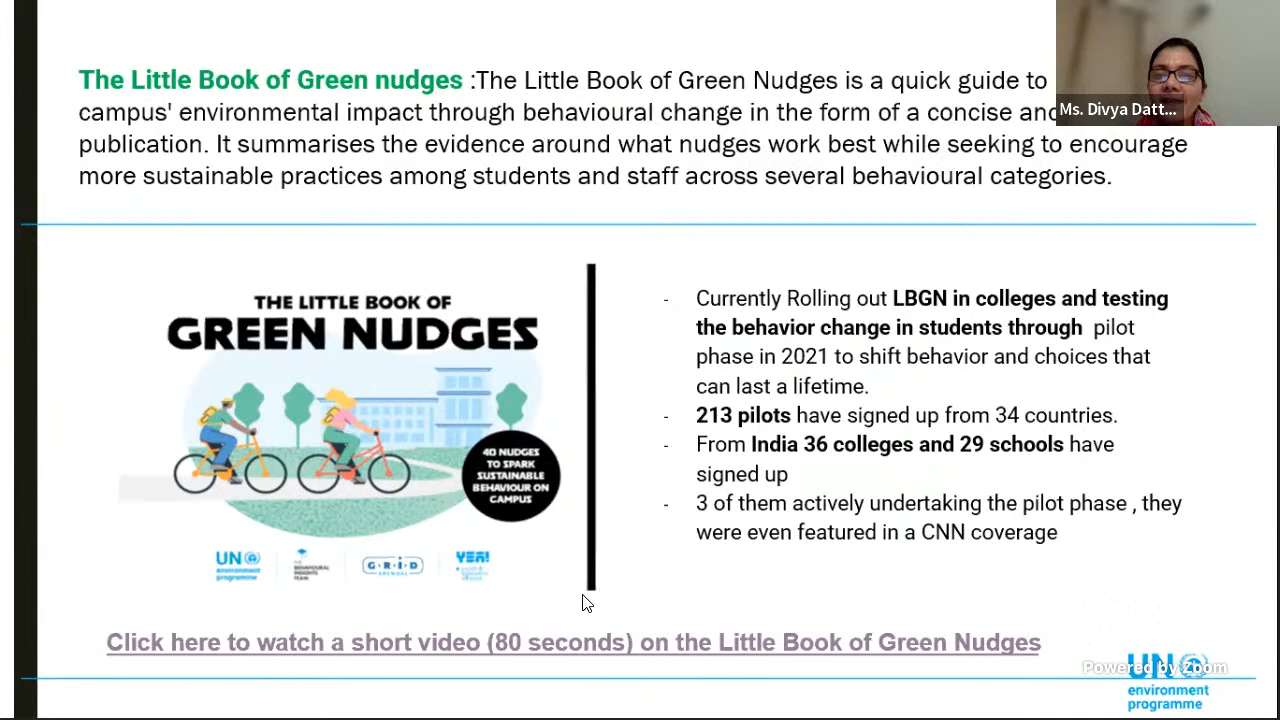 The Little Book of Green nudges :The Little Book of Green Nudges is a quick guide to
campus' environmental impact through behavioural change in the form of a concise and
publication. It summarises the evidence around what nudges work best while seeking to encourage
more sustainable practices among students and staff across several behavioural categories.
Ms. Divya Datt...
THE LITTLE BOOK OF
GREEN NUDGES
40 NUDGES
TO SPARK
SUSTAINABLE
BEHAVIOUR ON
CAMPUS
UN
environment
programme
THE
BEHAVIOURAL
INSIGHTS
TEAM
G·R·I·D
ARENDAL
YEA!
- Currently Rolling out LBGN in colleges and testing
the behavior change in students through pilot
phase in 2021 to shift behavior and choices that
can last a lifetime.
- 213 pilots have signed up from 34 countries.
- From India 36 colleges and 29 schools have
signed up
- 3 of them actively undertaking the pilot phase , they
were even featured in a CNN coverage
Click here to watch a short video (80 seconds) on the Little Book of Green Nudges
Powered by Zoom
UN
environment
programme